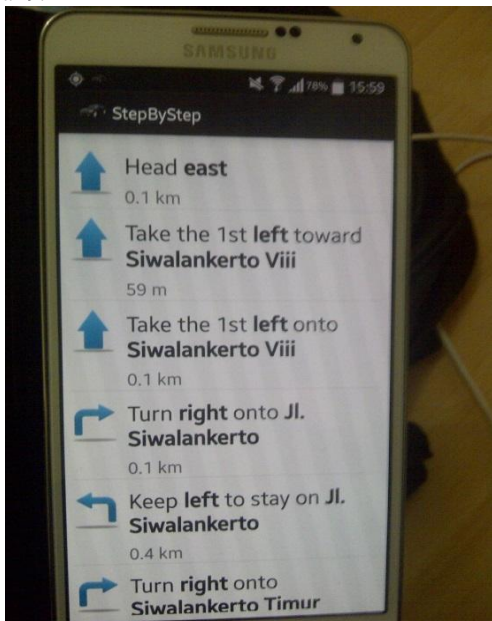 SAMSUNG
78% 15:59
StepByStep
Head east
0.1 km
Take the 1st left toward
Siwalankerto Viii
59 m
Take the 1st left onto
Siwalankerto Viii
0.1 km
Turn right onto Jl.
Siwalankerto
0.1 km
Keep left to stay on Jl.
Siwalankerto
0.4 km
Turn right onto
Siwalankerto Timur